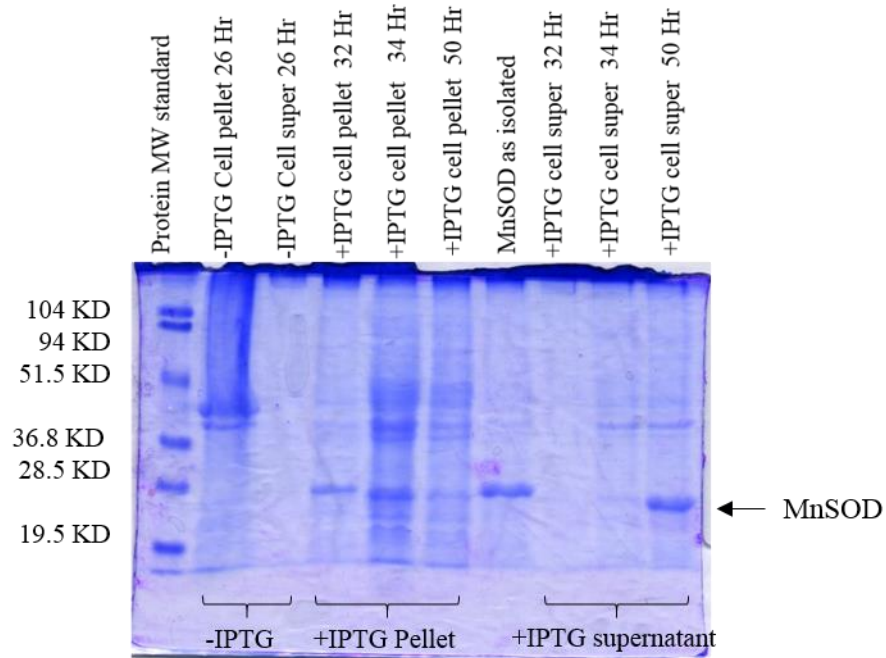 Protein MW standard
-IPTG Cell pellet 26 Hr
-IPTG Cell super 26 Hr
+IPTG cell pellet 32 Hr
+IPTG cell pellet 34 Hr
+IPTG cell pellet 50 Hr
MnSOD as isolated
+IPTG cell super 32 Hr
+IPTG cell super 34 Hr
+IPTG cell super 50 Hr
104 KD
94 KD
51.5 KD
36.8 KD
28.5 KD
19.5 KD
MnSOD
-IPTG
+IPTG Pellet
+IPTG supernatant